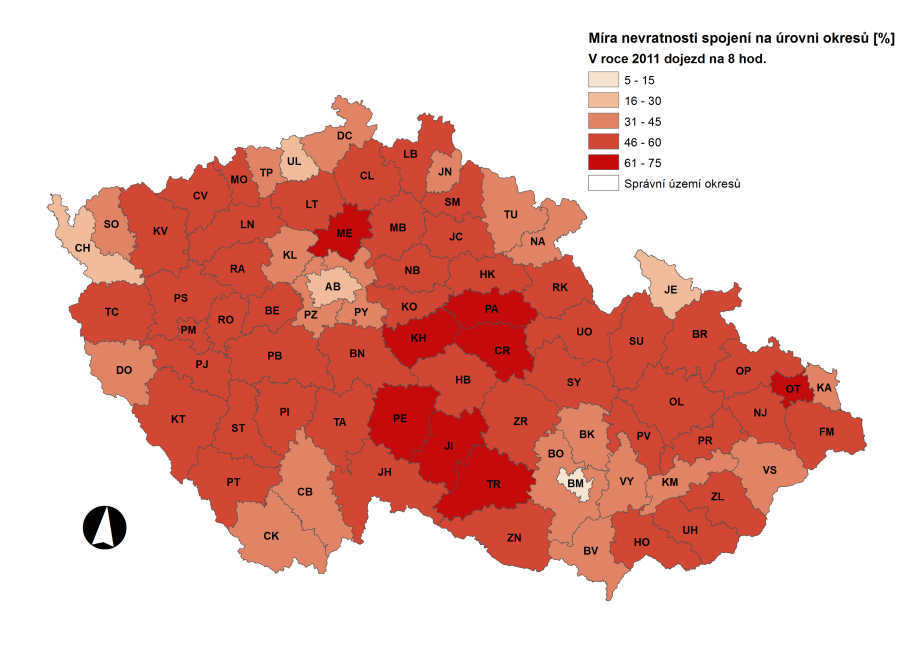 Míra nevratnosti spojení na úrovni okresů [%]
V roce 2011 dojezd na 8 hod.
5 - 15
16 - 30
31 - 45
46 - 60
61 - 75
Správní území okresů
DC
UL
LB
TP
JN
CL
MO
CV
SM
LT
TU
SO
LN
MB
KV
ME
JC
NA
CH
KL
RA
NB
HK
AB
RK
JE
PS
KO
PA
TC
BE
PZ
PY
RO
PM
UO
BR
KH
SU
CR
PB
BN
PJ
DO
OP
HB
SY
OT
KA
OL
PI
NJ
KT
PE
TA
ZR
ST
FM
BK
PV
PR
JI
BO
VS
JH
PT
TR
BM
VY
KM
CB
ZL
UH
CK
ZN
HO
BV